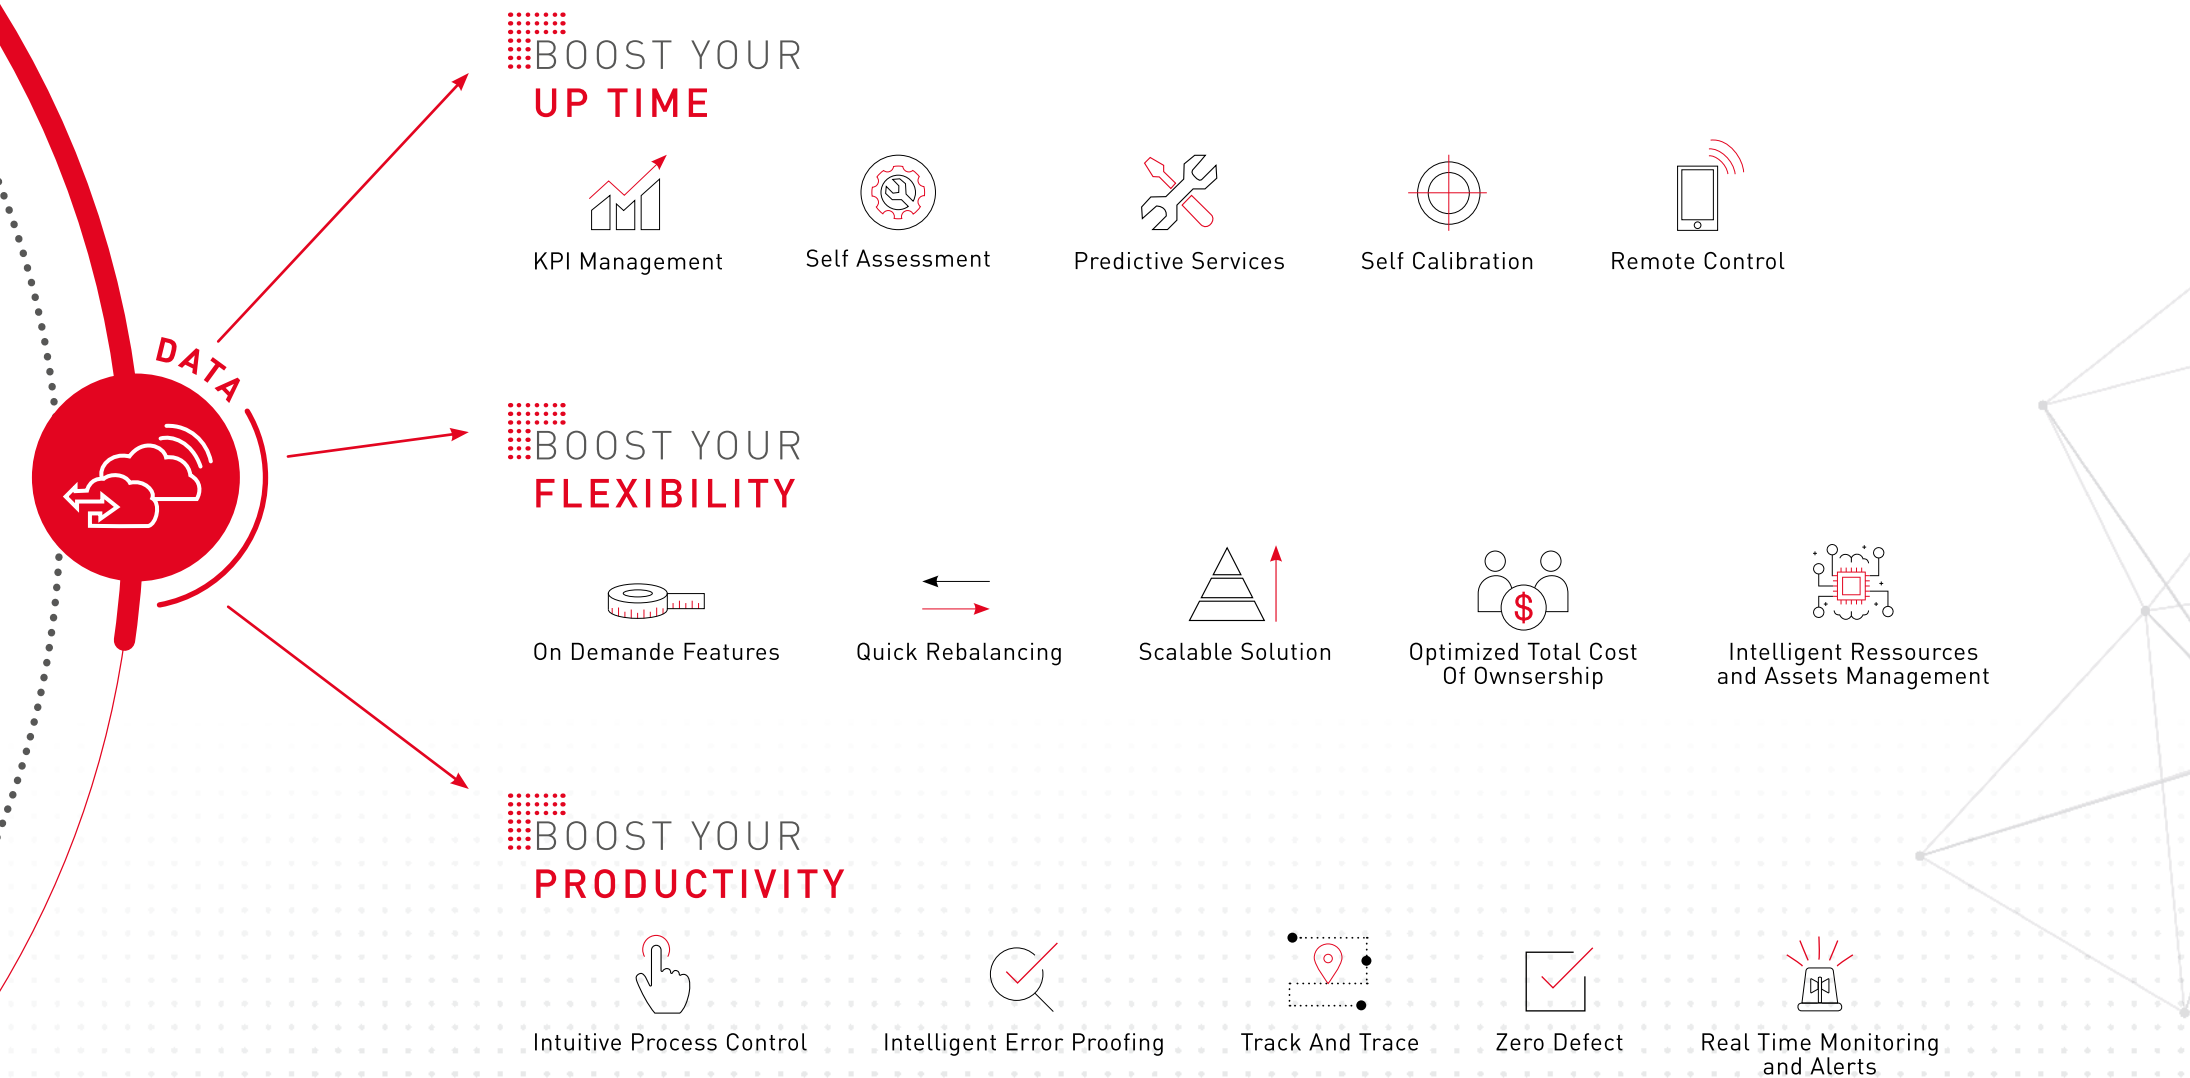 BOOST YOUR
UP TIME
KPI Management
Self Assessment
Predictive Services
Self Calibration
Remote Control
DATA
BOOST YOUR
FLEXIBILITY
On Demande Features
Quick Rebalancing
Scalable Solution
Optimized Total Cost
Of Ownsership
Intelligent Ressources
and Assets Management
$
BOOST YOUR
PRODUCTIVITY
Intuitive Process Control
Intelligent Error Proofing
Track And Trace
Zero Defect
Real Time Monitoring
and Alerts